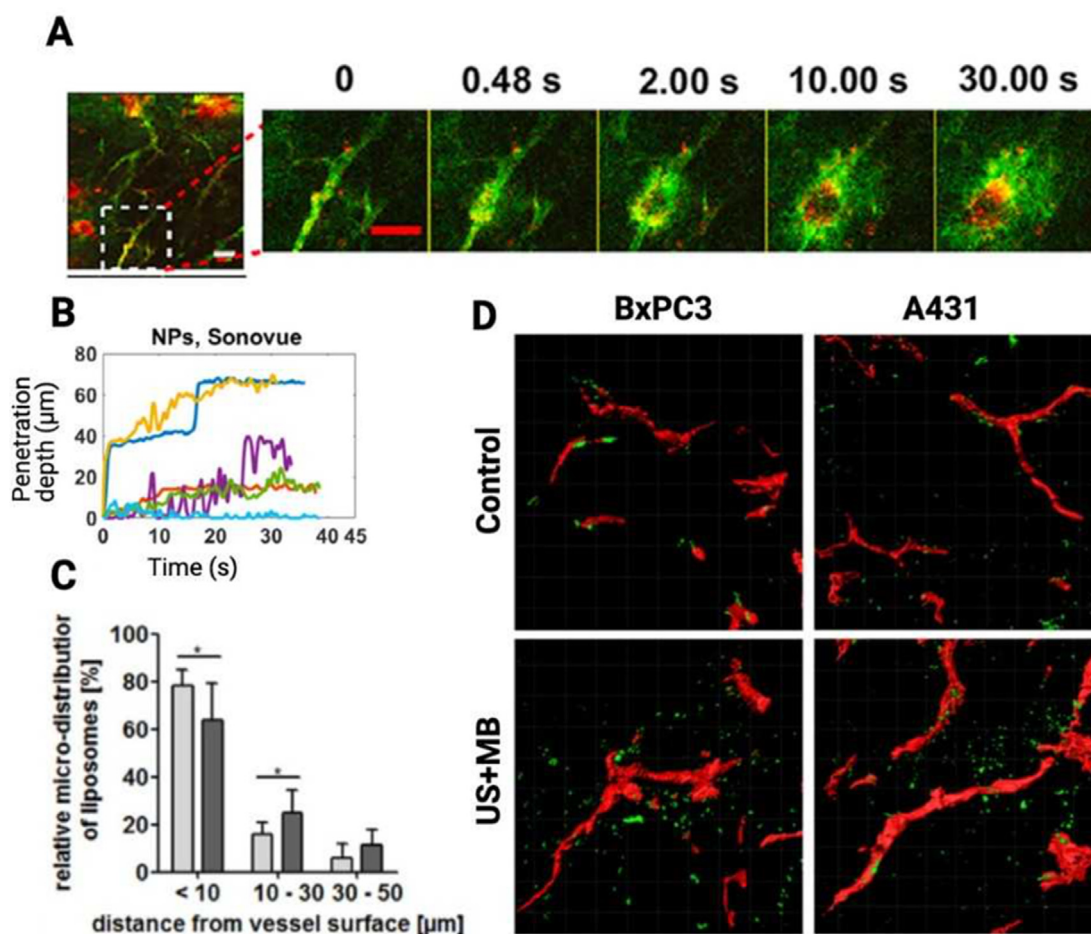 A
0 0.48 s 2.00 s 10.00 s 30.00 s
B
NPs, Sonovue
Penetration
depth (µm)
80
60
40
20
0
0 10 20 30 40 45
Time (s)
C
relative micro-distribution
of liposomes [%]
100
80
60
40
20
0
*
*
< 10 10 - 30 30 - 50
distance from vessel surface [µm]
D
BxPC3 A431
Control
US+MB